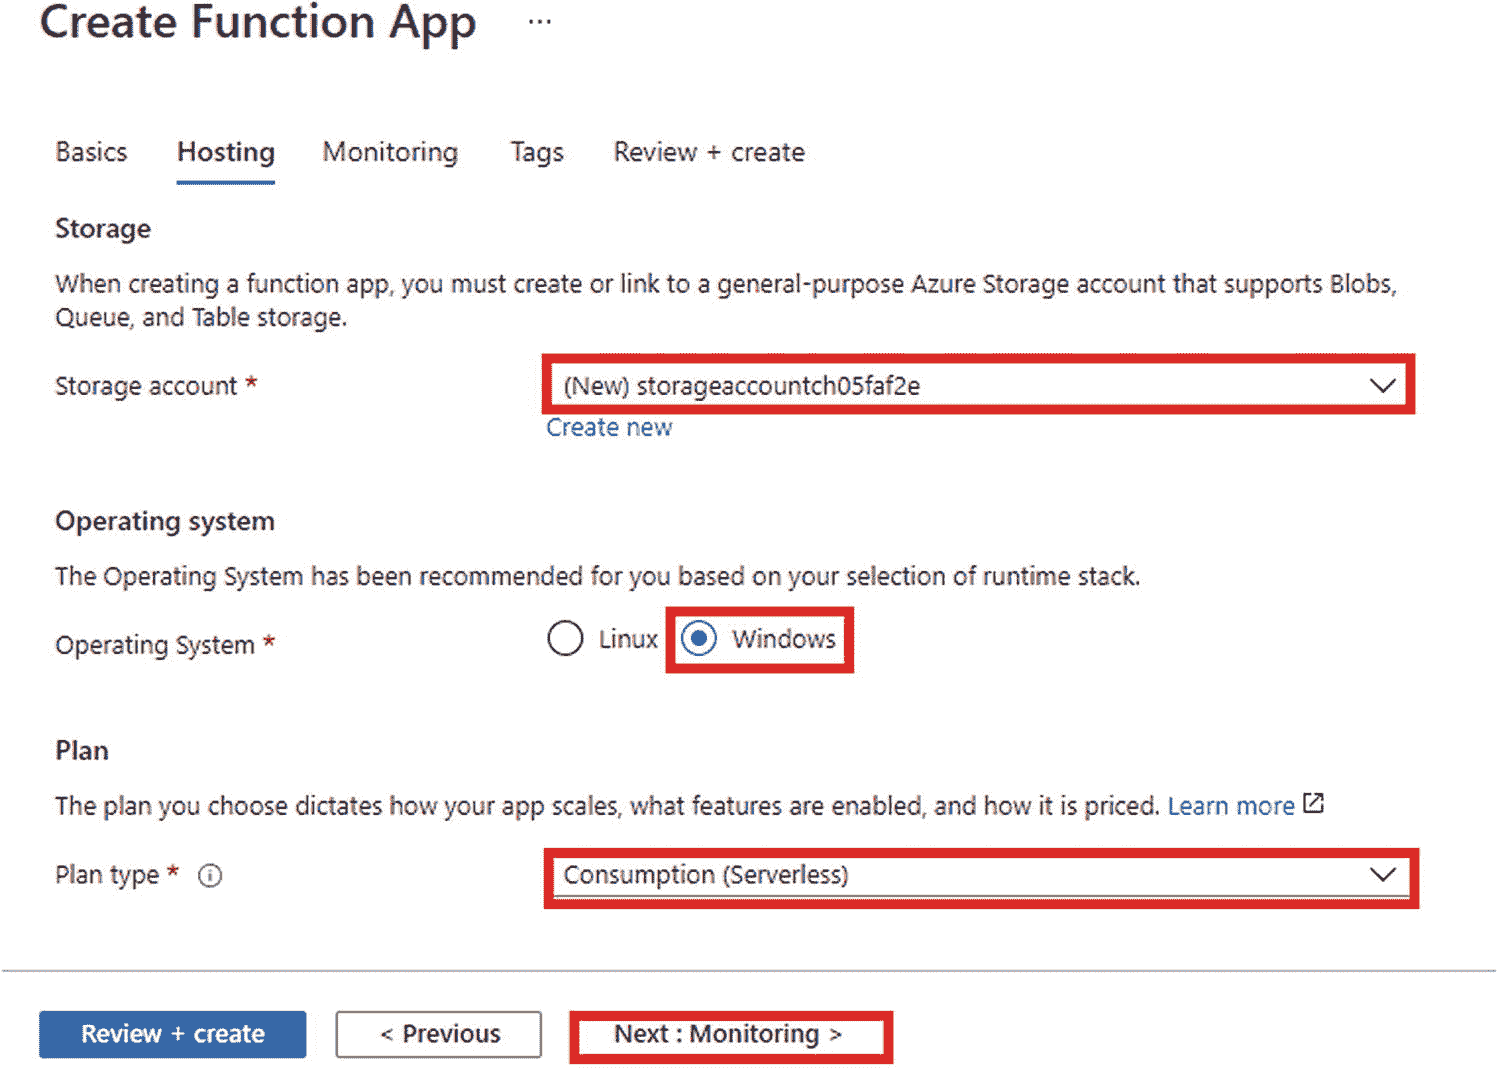 Create Function App ...
Basics Hosting Monitoring Tags Review + create
Storage
When creating a function app, you must create or link to a general-purpose Azure Storage account that supports Blobs,
Queue, and Table storage.
Storage account * (New) storageaccountch05faf2e
Create new
Operating system
The Operating System has been recommended for you based on your selection of runtime stack.
Operating System * Linux Windows
Plan
The plan you choose dictates how your app scales, what features are enabled, and how it is priced. Learn more
Plan type * Consumption (Serverless)
Review + create < Previous Next : Monitoring >